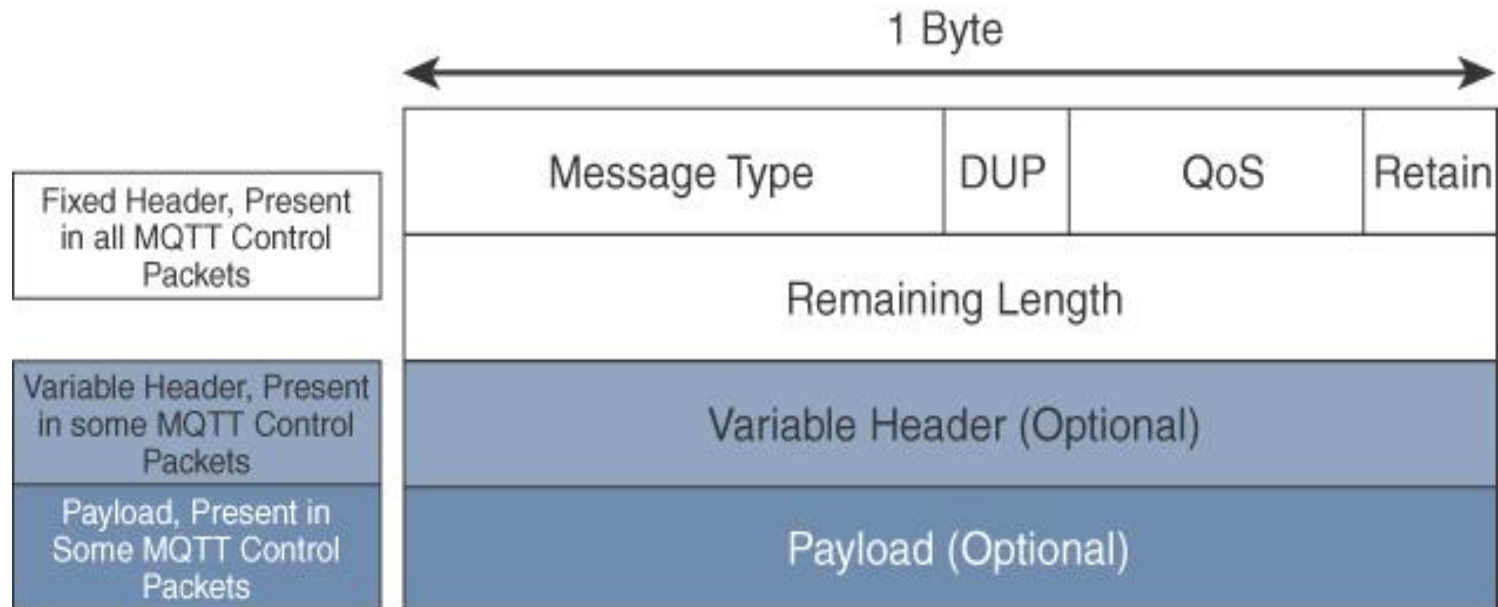 1 Byte
Message Type
DUP
QoS
Retain
Fixed Header, Present
in all MQTT Control
Packets
Remaining Length
Variable Header, Present
in some MQTT Control
Packets
Variable Header (Optional)
Payload, Present in
Some MQTT Control
Packets
Payload (Optional)